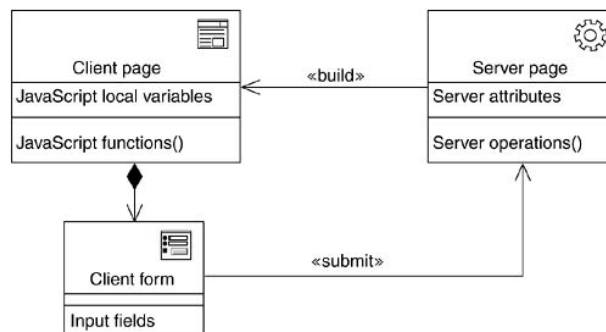 Client page
JavaScript local variables
JavaScript functions()
«build»
Server page
Server attributes
Server operations()
Client form
Input fields
«submit»